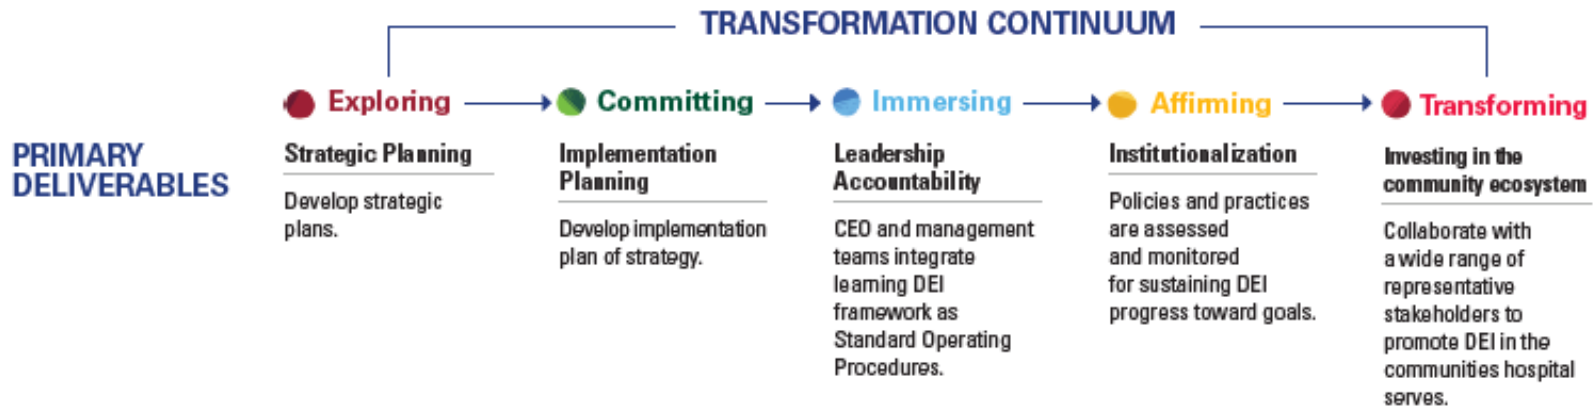 TRANSFORMATION CONTINUUM
Exploring
Committing
Immersing
Affirming
Transforming
PRIMARY
DELIVERABLES
Strategic Planning
Develop strategic
plans.
Implementation
Planning
Develop implementation
plan of strategy.
Leadership
Accountability
CEO and management
teams integrate
learning DEI
framework as
Standard Operating
Procedures.
Institutionalization
Policies and practices
are assessed
and monitored
for sustaining DEI
progress toward goals.
Investing in the
community ecosystem
Collaborate with
a wide range of
representative
stakeholders to
promote DEI in the
communities hospital
serves.